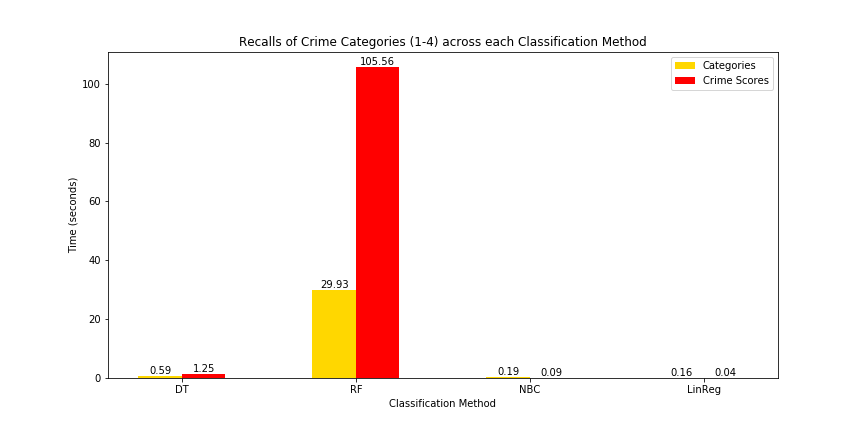 Recalls of Crime Categories (1-4) across each Classification Method
Categories
Crime Scores
Time (seconds)
100
80
60
40
20
0
0.59
1.25
29.93
105.56
0.19
0.09
0.16
0.04
DT
RF
NBC
LinReg
Classification Method